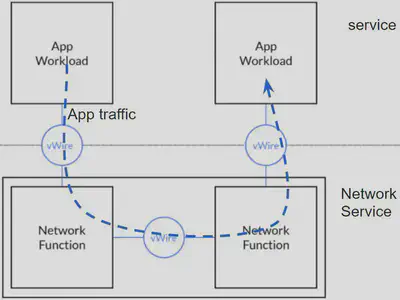 App
Workload
App
Workload
service
App traffic
vWire
vWire
Network
Function
vWire
Network
Function
Network
Service